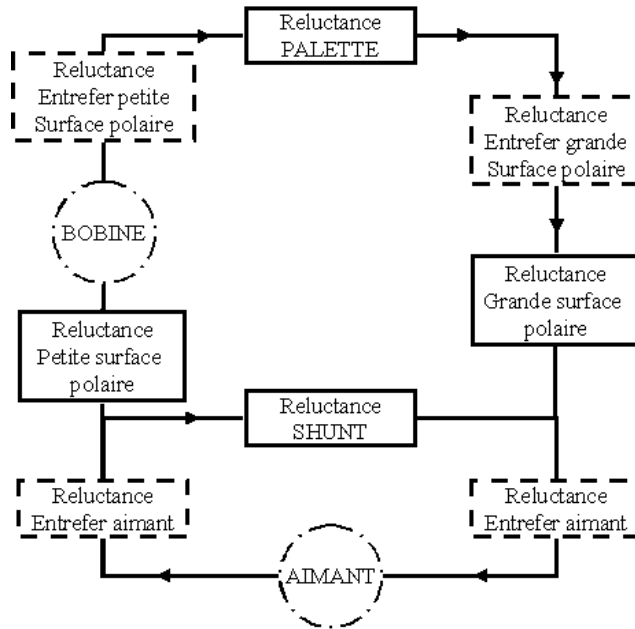 Reluctance
PALETTE
Reluctance
Entrefer petite
Surface polaire
Reluctance
Entrefer grande
Surface polaire
BOBINE
Reluctance
Grande surface
polaire
Reluctance
Petite surface
polaire
Reluctance
SHUNT
Reluctance
Entrefer aimant
Reluctance
Entrefer aimant
AIMANT